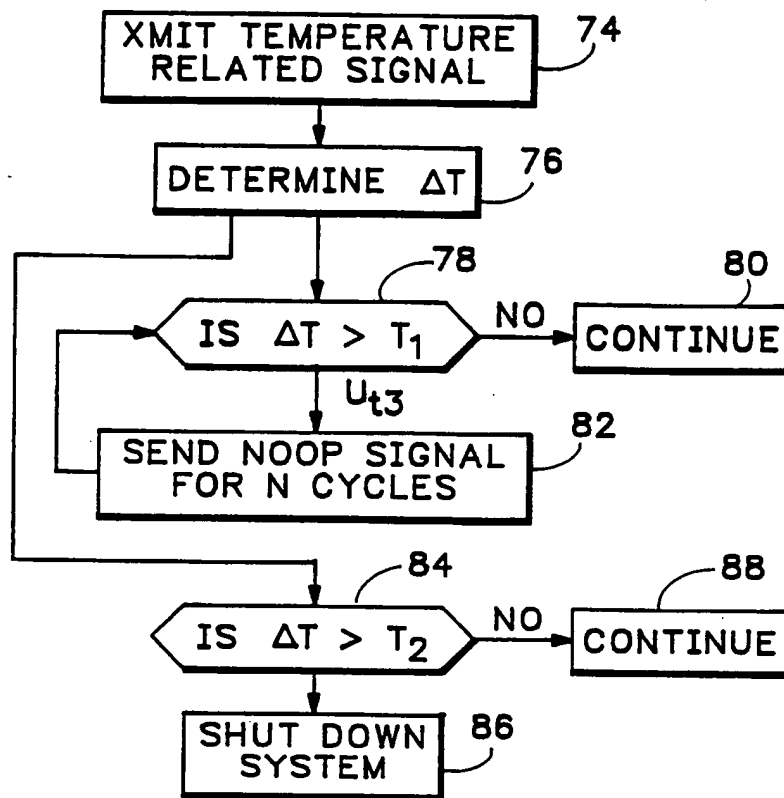 XMIT TEMPERATURE
RELATED SIGNAL
74
DETERMINE ΔT
76
78
IS ΔT > T1
NO
80
CONTINUE
Ut3
SEND NOOP SIGNAL
FOR N CYCLES
82
84
IS ΔT > T2
NO
88
CONTINUE
SHUT DOWN
SYSTEM
86